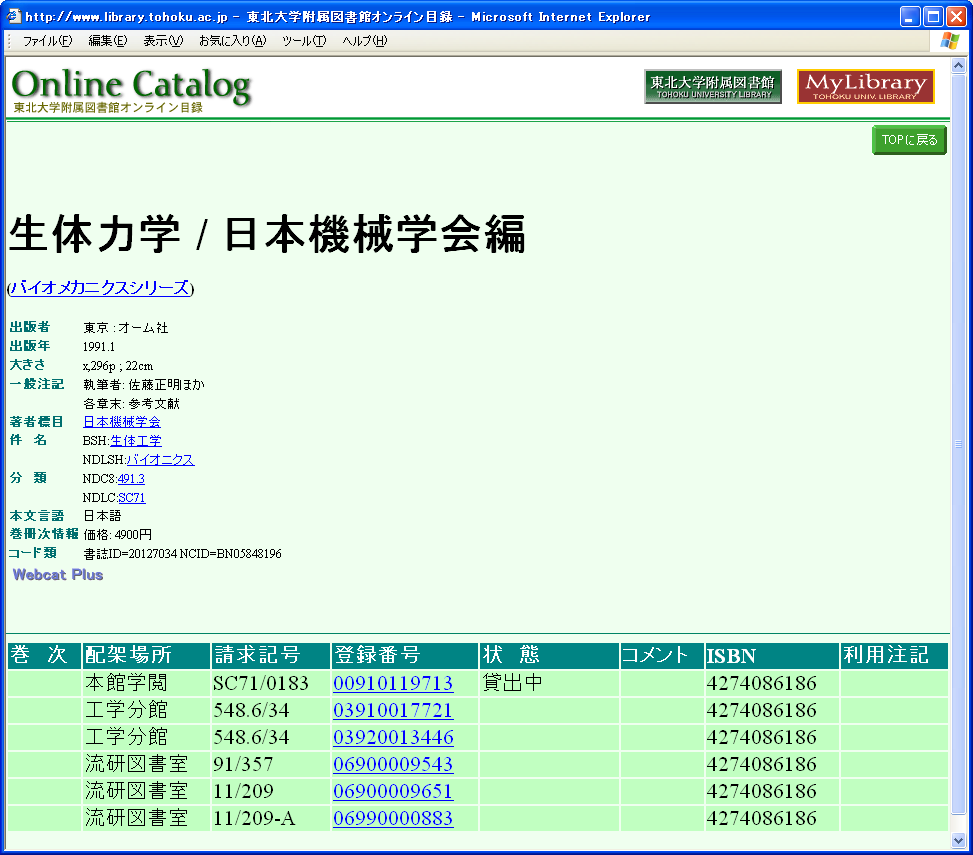 http://www.library.tohoku.ac.jp - 東北大学附属図書館オンライン目録 - Microsoft Internet Explorer
ファイル(F) 編集(E) 表示(V) お気に入り(A) ツール(T) ヘルプ(H)
Online Catalog
東北大学附属図書館オンライン目録
東北大学附属図書館
TOHOKU UNIVERSITY LIBRARY
MyLibrary
TOHOKU UNIV. LIBRARY
TOPに戻る
生体力学 / 日本機械学会編
(バイオメカニクスシリーズ)
出版者 東京 : オーム社
出版年 1991.1
大きさ x,296p ; 22cm
一般注記 執筆者: 佐藤正明ほか
各章末: 参考文献
著者標目 日本機械学会
件 名 BSH:生体工学
NDLSH:バイオニクス
分 類 NDC8:491.3
NDLC:SC71
本文言語 日本語
巻冊次情報 価格: 4900円
コード類 書誌ID=20127034 NCID=BN05848196
Webcat Plus
巻 次 配架場所 請求記号 登録番号 状 態 コメント ISBN 利用注記
本館学閲 SC71/0183 00910119713 貸出中 4274086186
工学分館 548.6/34 03910017721 4274086186
工学分館 548.6/34 03920013446 4274086186
流研図書室 91/357 06900009543 4274086186
流研図書室 11/209 06900009651 4274086186
流研図書室 11/209-A 06990000883 4274086186